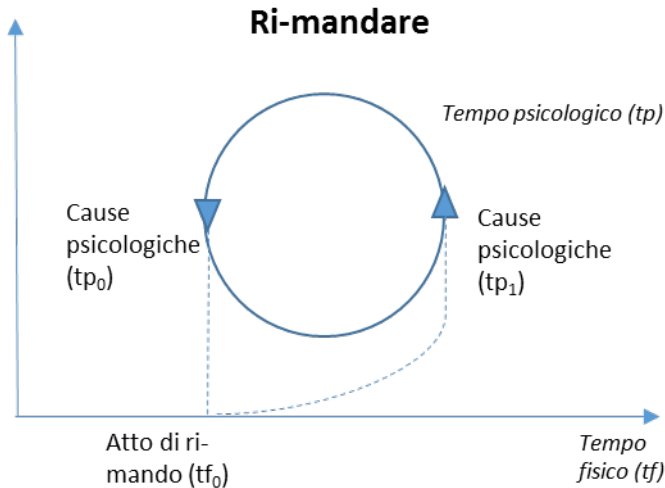 Ri-mandare
Tempo psicologico (tp)
Cause
psicologiche
(tp₀)
Cause
psicologiche
(tp₁)
Atto di ri-
mando (tf₀)
Tempo
fisico (tf)